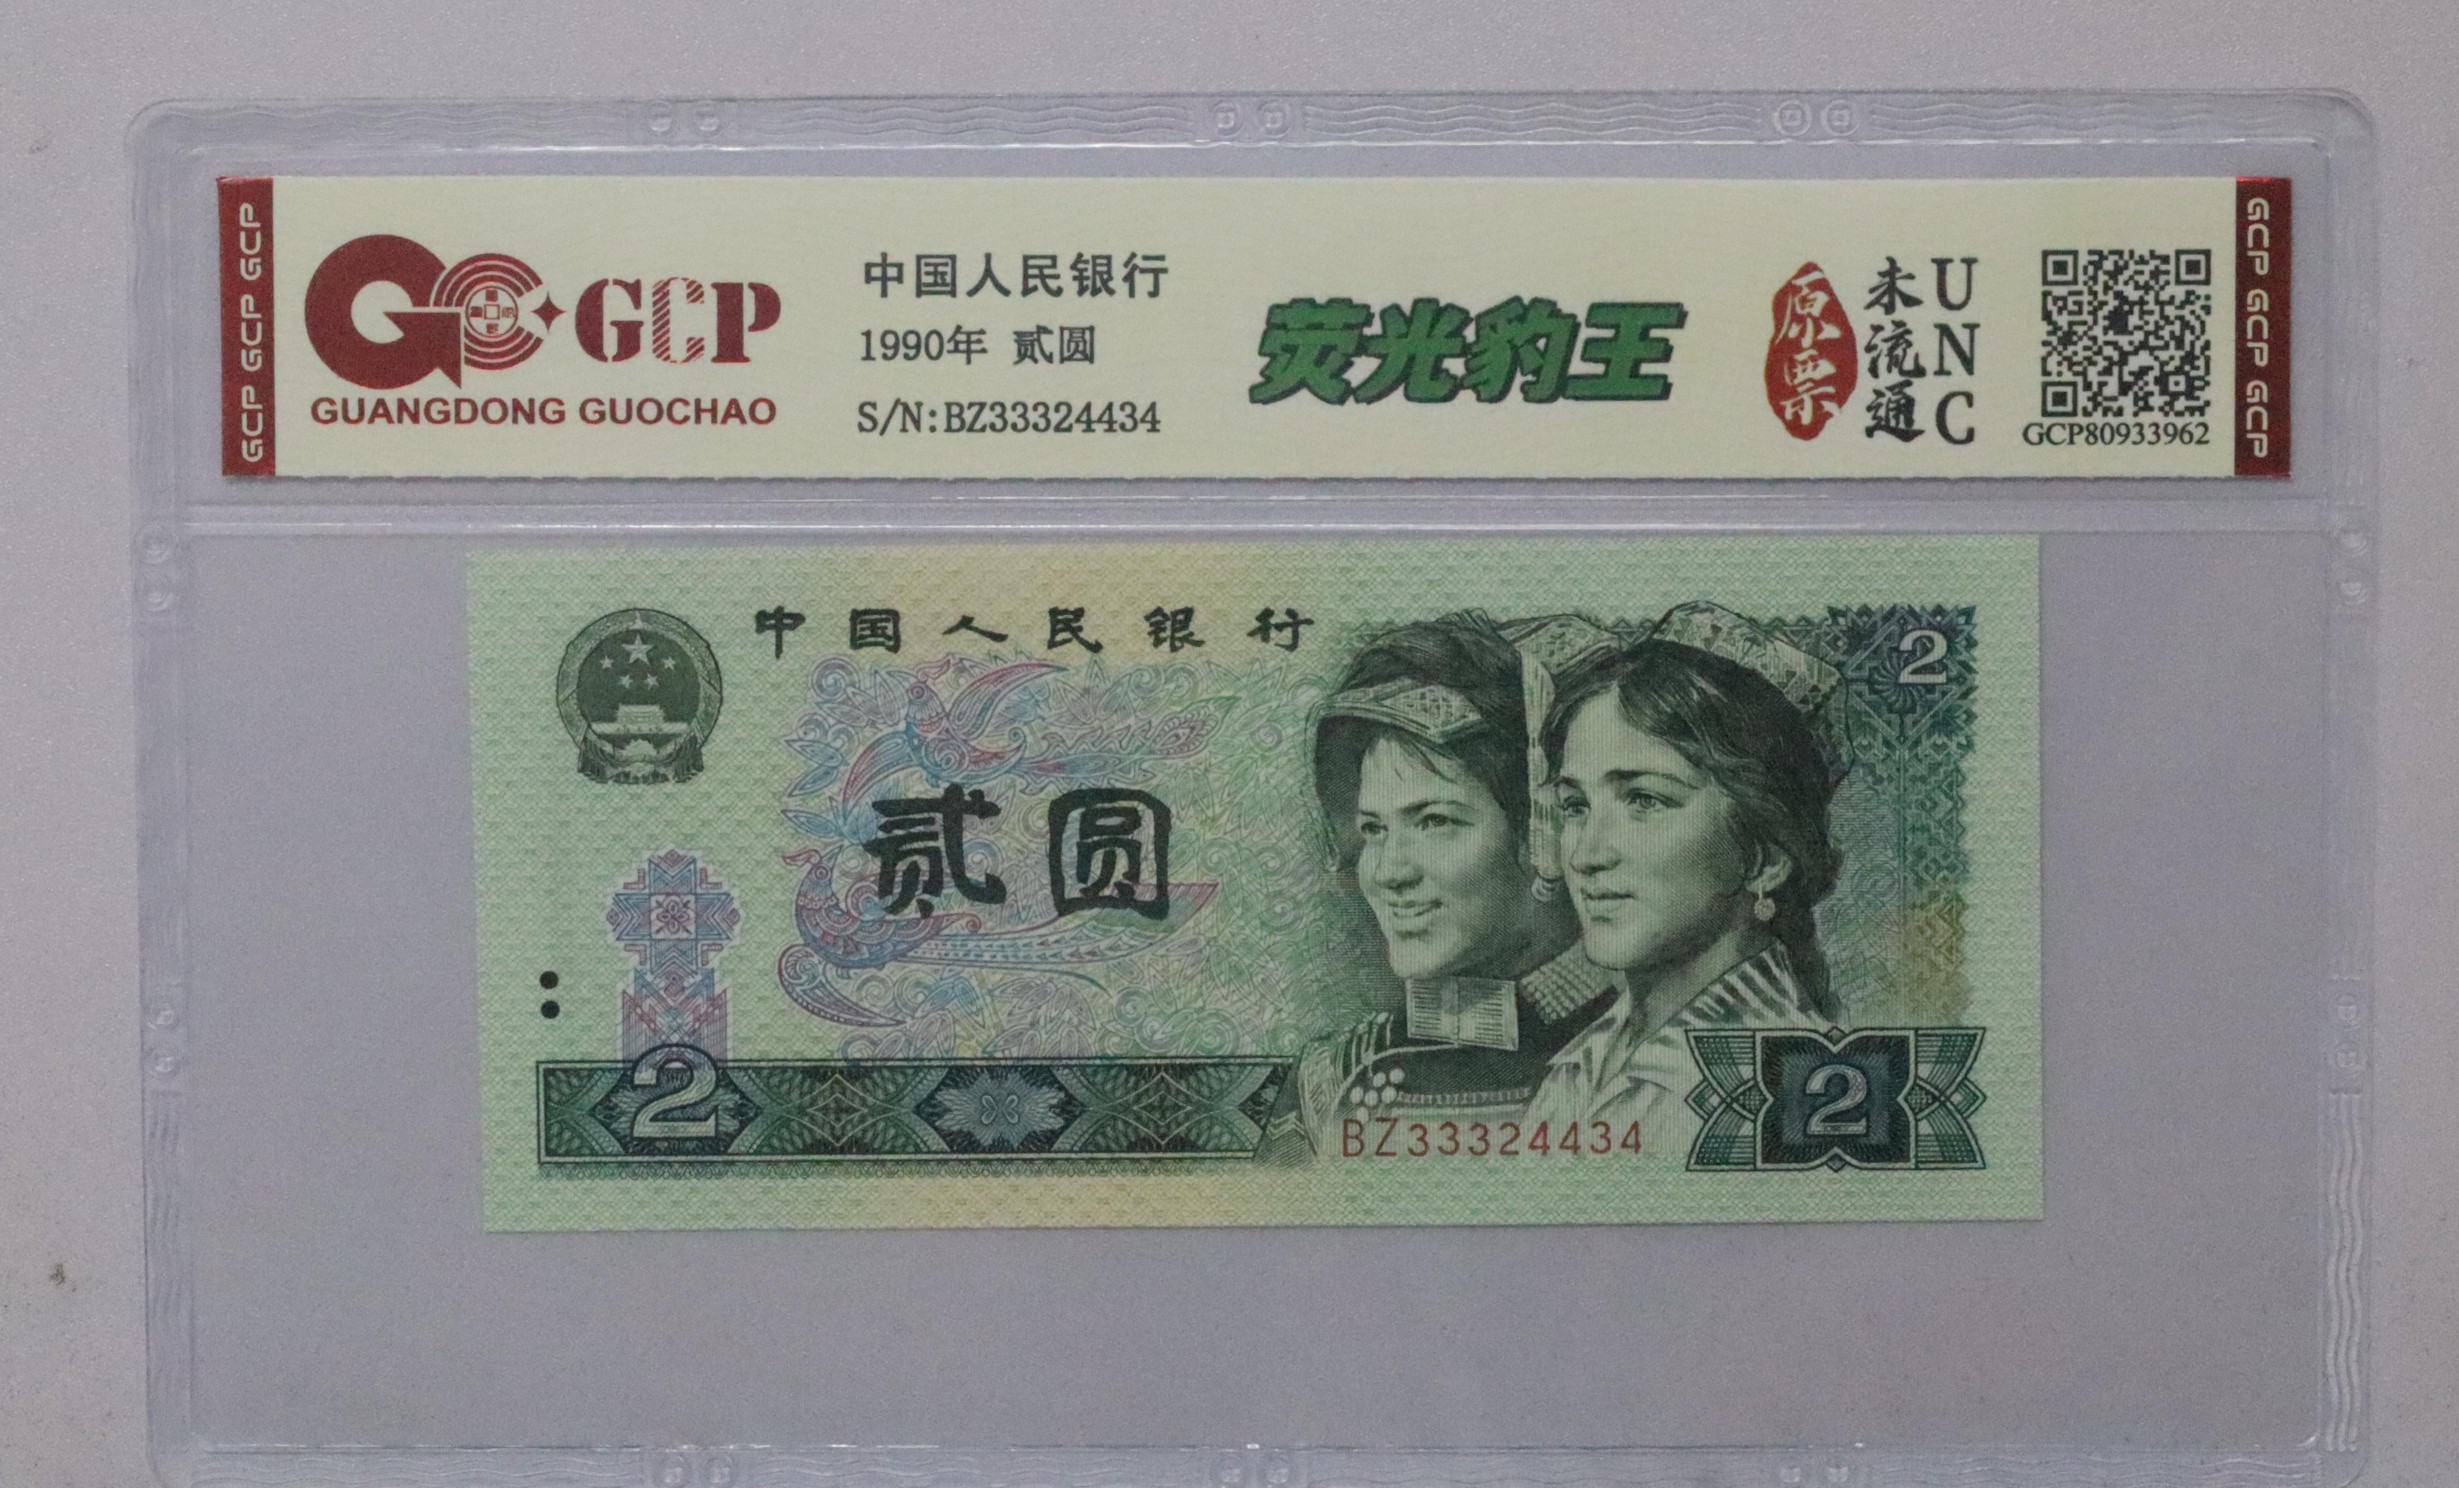 GCP GCP GCP
GCP
GUANGDONG GUOCHAO
中国人民银行
1990年 贰圆
S/N:BZ33324434
荧光豹王
原票
未流通
UNC
GCP80933962
GCP GCP GCP
中国人民银行
2
贰圆
2
BZ33324434
2